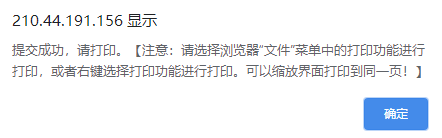 210.44.191.156 显示
提交成功，请打印。【注意：请选择浏览器“文件”菜单中的打印功能进行
打印，或者右键选择打印功能进行打印。可以缩放界面打印到同一页！】
确定